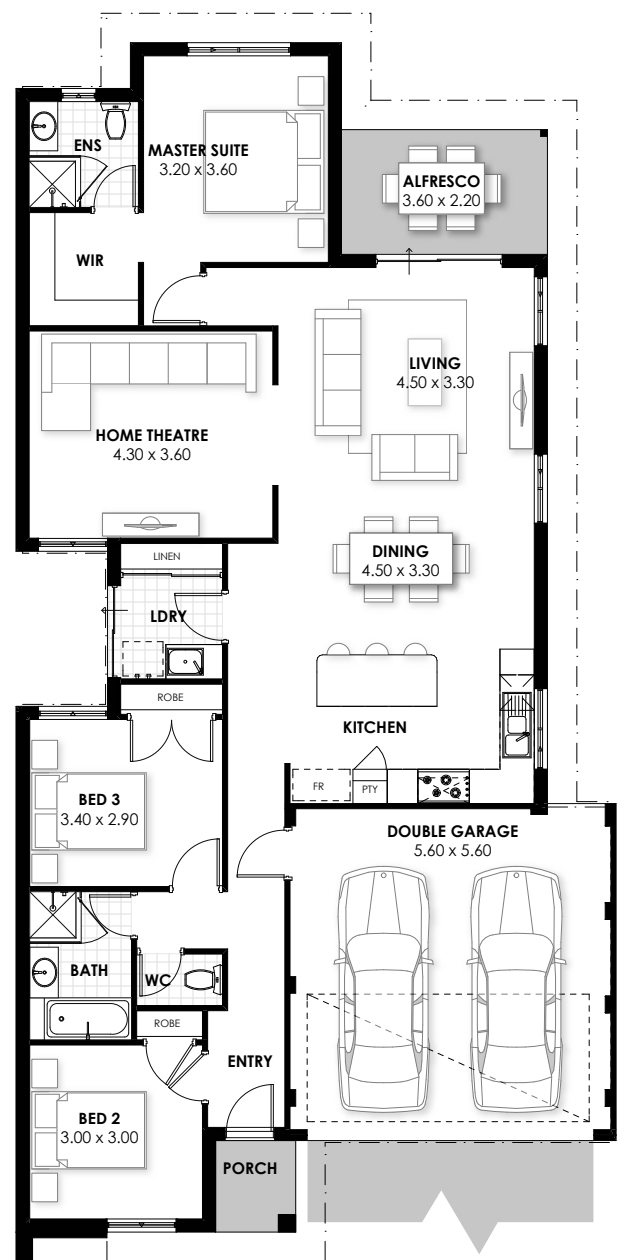 ENS
MASTER SUITE
3.20 x 3.60
ALFRESCO
3.60 x 2.20
WIR
LIVING
4.50 x 3.30
HOME THEATRE
4.30 x 3.60
DINING
4.50 x 3.30
LINEN
LDRY
ROBE
KITCHEN
FR
PTY
BED 3
3.40 x 2.90
DOUBLE GARAGE
5.60 x 5.60
BATH
WC
ROBE
ENTRY
BED 2
3.00 x 3.00
PORCH